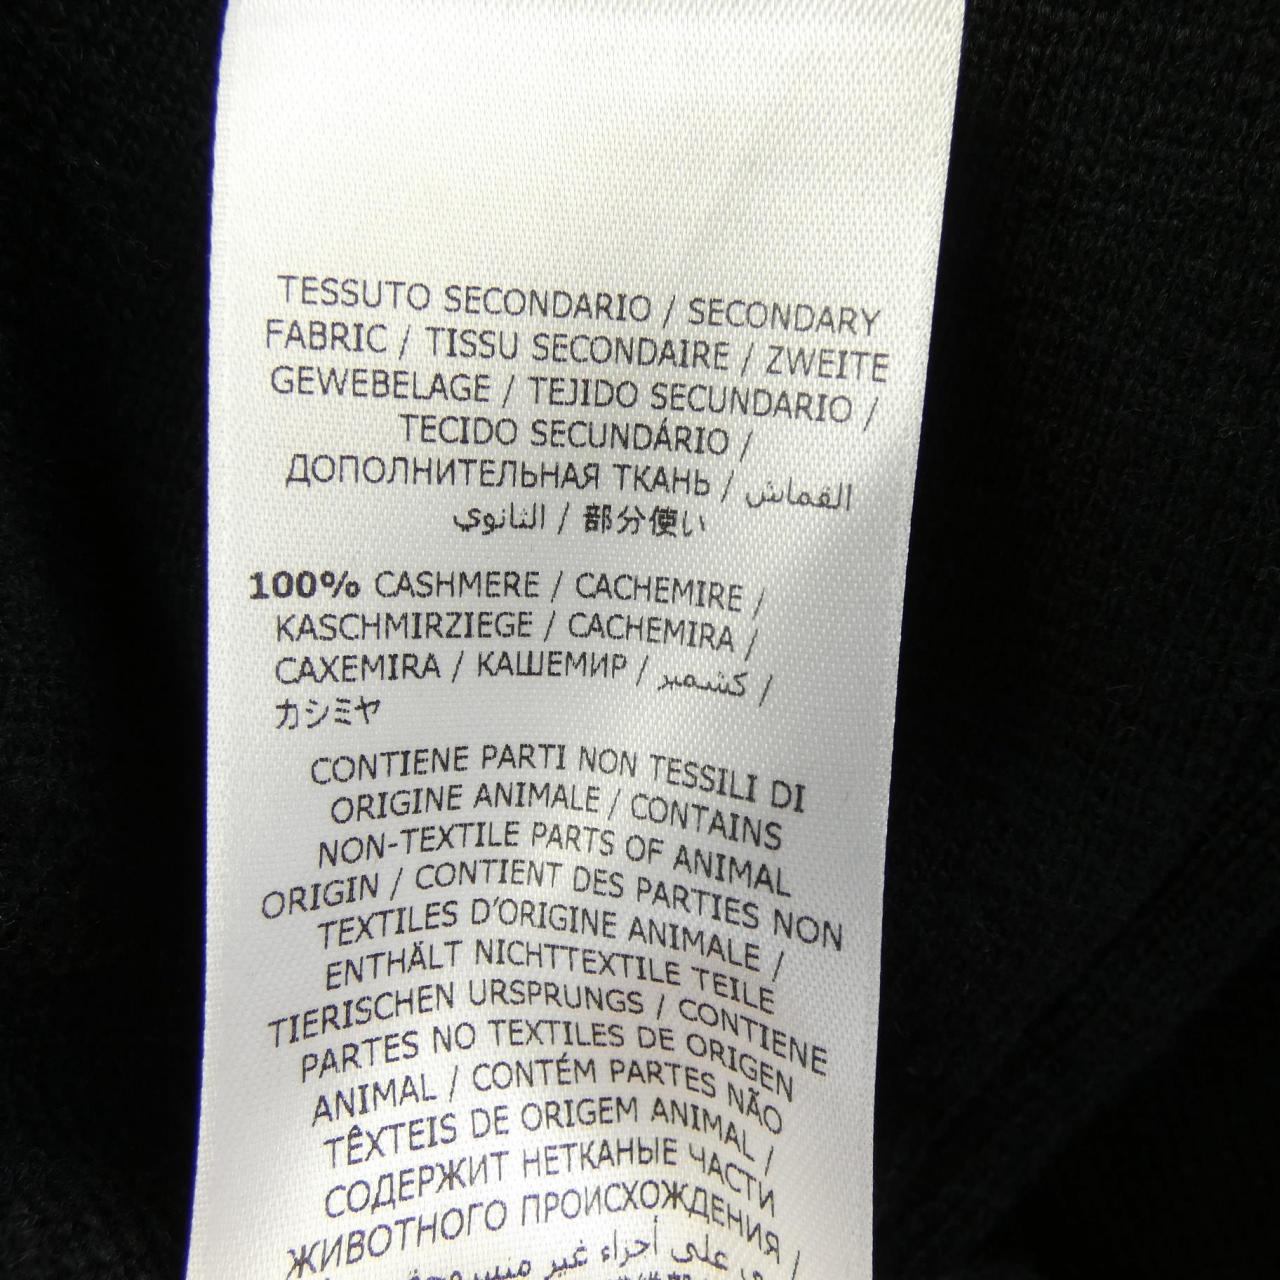 TESSUTO SECONDARIO / SECONDARY
FABRIC / TISSU SECONDAIRE / ZWEITE
GEWEBELAGE / TEJIDO SECUNDARIO /
TECIDO SECUNDÁRIO /
ДОПОЛНИТЕЛЬНАЯ ТКАНЬ / القماش
الثانوي / 部分使い
100% CASHMERE / CACHEMIRE /
KASCHMIRZIEGE / CACHEMIRA /
CAXEMIRA / КАШЕМИР / كشمير /
カシミヤ
CONTIENE PARTI NON TESSILI DI
ORIGINE ANIMALE / CONTAINS
NON-TEXTILE PARTS OF ANIMAL
ORIGIN / CONTIENT DES PARTIES NON
TEXTILES D'ORIGINE ANIMALE /
ENTHÄLT NICHTTEXTILE TEILE
TIERISCHEN URSPRUNGS / CONTIENE
PARTES NO TEXTILES DE ORIGEN
ANIMAL / CONTÉM PARTES NÃO
TÊXTEIS DE ORIGEM ANIMAL /
СОДЕРЖИТ НЕТКАНЫЕ ЧАСТИ
ЖИВОТНОГО ПРОИСХОЖДЕНИЯ /
على أجزاء غير